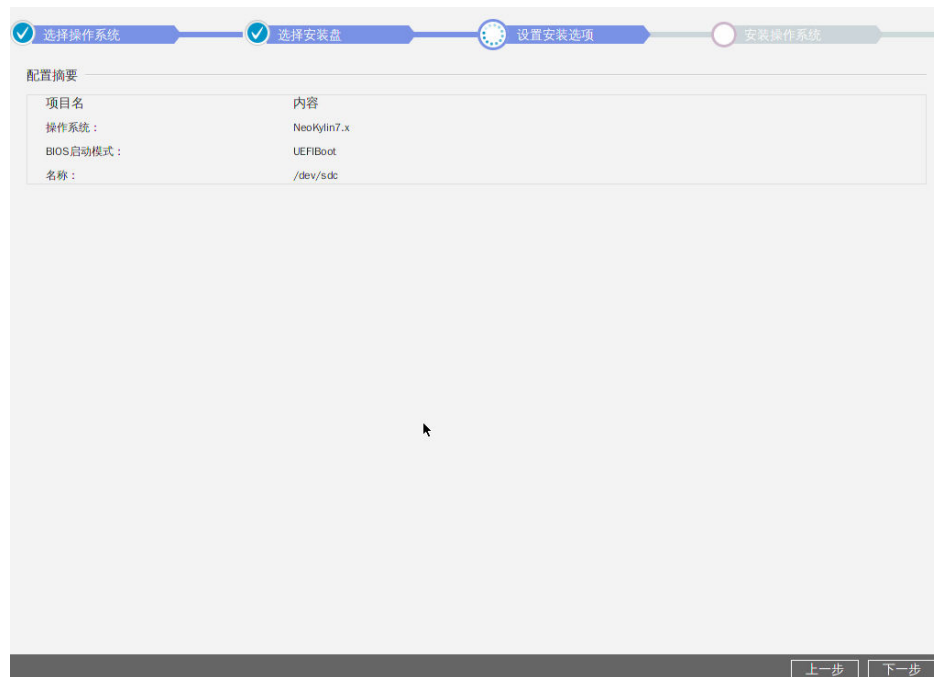 选择操作系统 选择安装盘 设置安装选项 安装操作系统
配置摘要
项目名 内容
操作系统： NeoKylin7.x
BIOS启动模式： UEFIBoot
名称： /dev/sdc
上一步 下一步